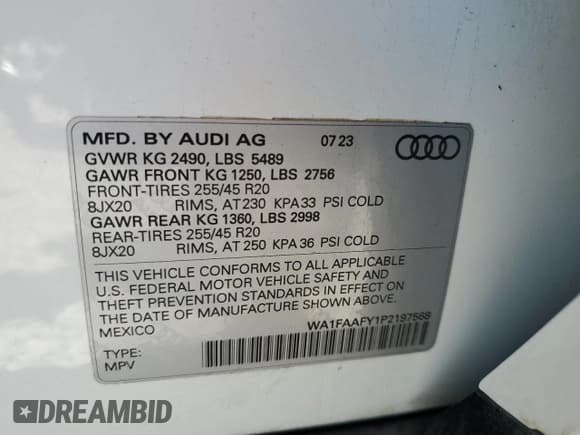 MFD. BY AUDI AG 07 23
GVWR KG 2490, LBS 5489
GAWR FRONT KG 1250, LBS 2756
FRONT-TIRES 255/45 R20
8JX20 RIMS, AT 230 KPA 33 PSI COLD
GAWR REAR KG 1360, LBS 2998
REAR-TIRES 255/45 R20
8JX20 RIMS, AT 250 KPA 36 PSI COLD
THIS VEHICLE CONFORMS TO ALL APPLICABLE
U.S. FEDERAL MOTOR VEHICLE SAFETY AND
THEFT PREVENTION STANDARDS IN EFFECT ON
THE DATE OF MANUFACTURE SHOWN ABOVE.
MEXICO
WA1FAAFY1P2197568
TYPE:
MPV
DREAMBID